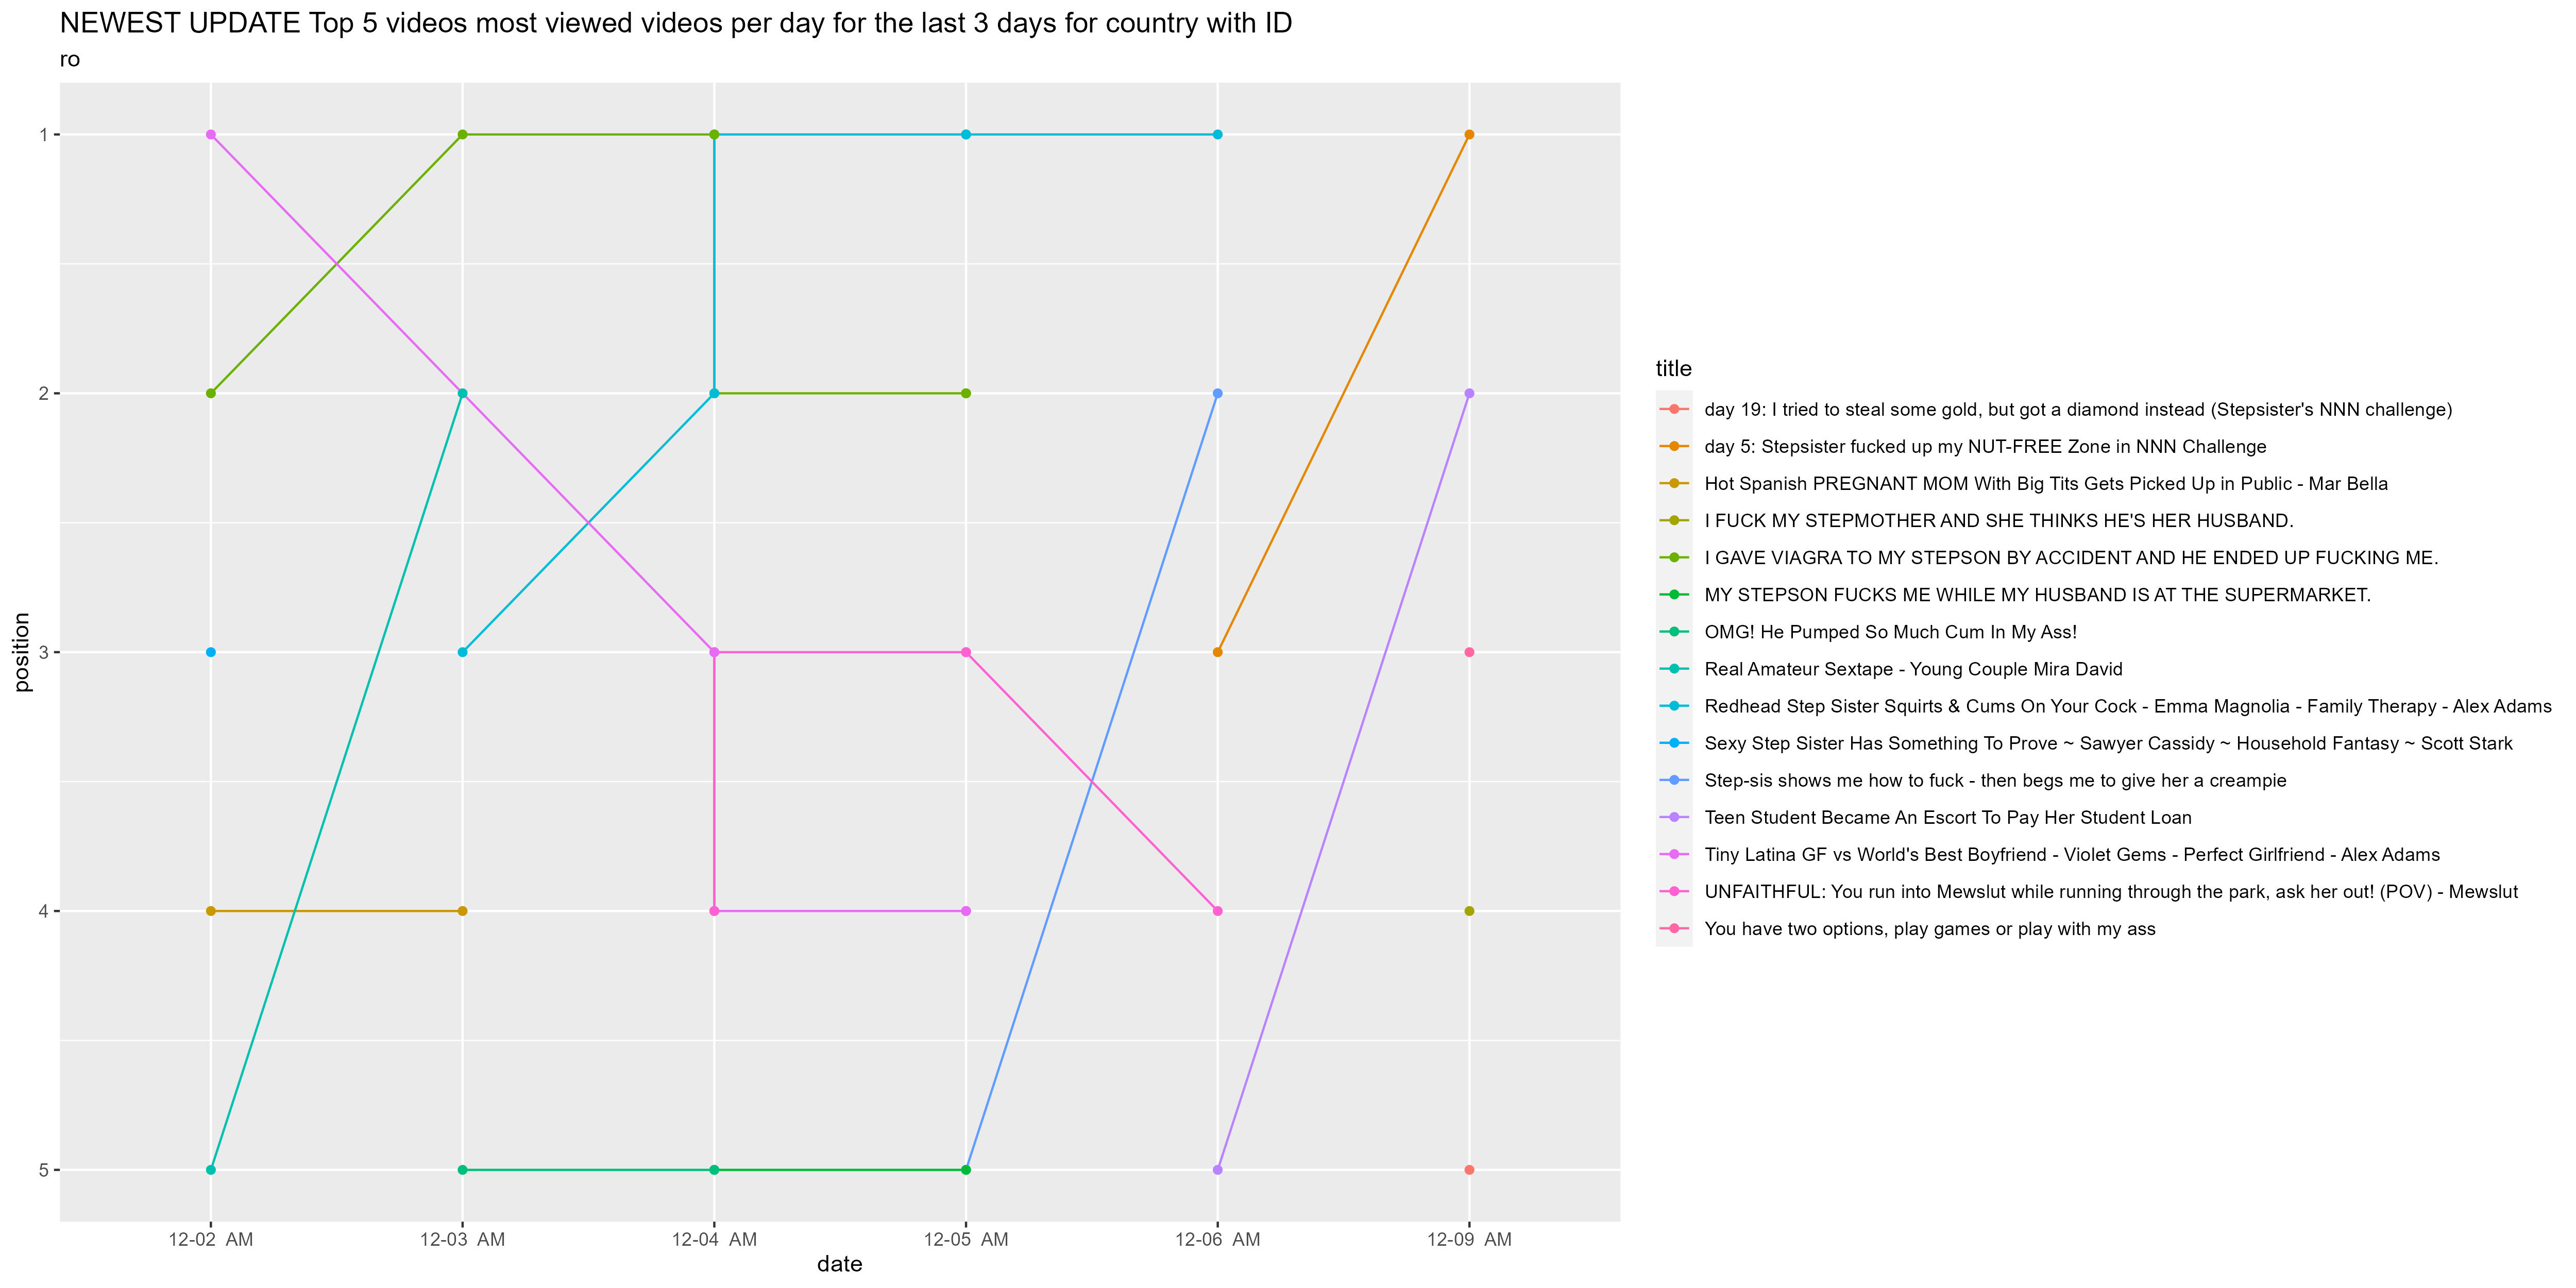 NEWEST UPDATE Top 5 videos most viewed videos per day for the last 3 days for country with ID
ro
1
2
3
4
5
position
12-02 AM
12-03 AM
12-04 AM
12-05 AM
12-06 AM
12-09 AM
date
title
day 19: I tried to steal some gold, but got a diamond instead (Stepsister's NNN challenge)
day 5: Stepsister fucked up my NUT-FREE Zone in NNN Challenge
Hot Spanish PREGNANT MOM With Big Tits Gets Picked Up in Public - Mar Bella
I FUCK MY STEPMOTHER AND SHE THINKS HE'S HER HUSBAND.
I GAVE VIAGRA TO MY STEPSON BY ACCIDENT AND HE ENDED UP FUCKING ME.
MY STEPSON FUCKS ME WHILE MY HUSBAND IS AT THE SUPERMARKET.
OMG! He Pumped So Much Cum In My Ass!
Real Amateur Sextape - Young Couple Mira David
Redhead Step Sister Squirts & Cums On Your Cock - Emma Magnolia - Family Therapy - Alex Adams
Sexy Step Sister Has Something To Prove ~ Sawyer Cassidy ~ Household Fantasy ~ Scott Stark
Step-sis shows me how to fuck - then begs me to give her a creampie
Teen Student Became An Escort To Pay Her Student Loan
Tiny Latina GF vs World's Best Boyfriend - Violet Gems - Perfect Girlfriend - Alex Adams
UNFAITHFUL: You run into Mewslut while running through the park, ask her out! (POV) - Mewslut
You have two options, play games or play with my ass